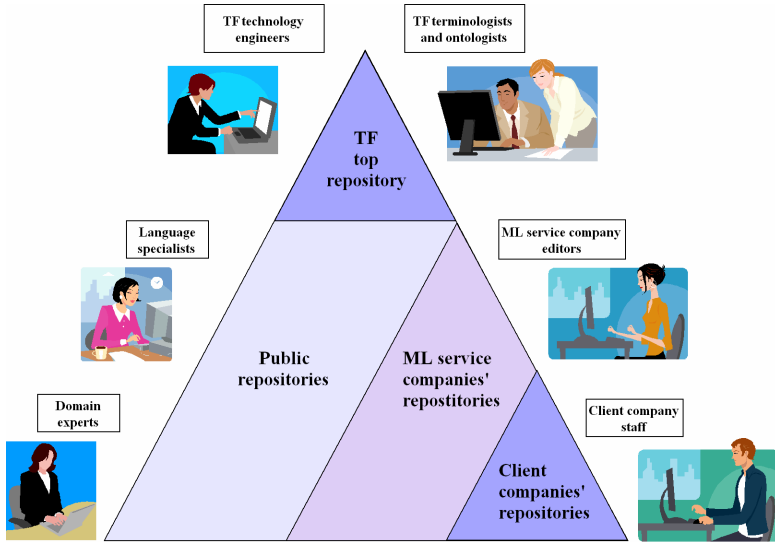 TF technology
engineers
TF terminologists
and ontologists
TF
top
repository
Language
specialists
ML service company
editors
Public
repositories
ML service
companies'
repostitories
Domain
experts
Client company
staff
Client
companies'
repositories